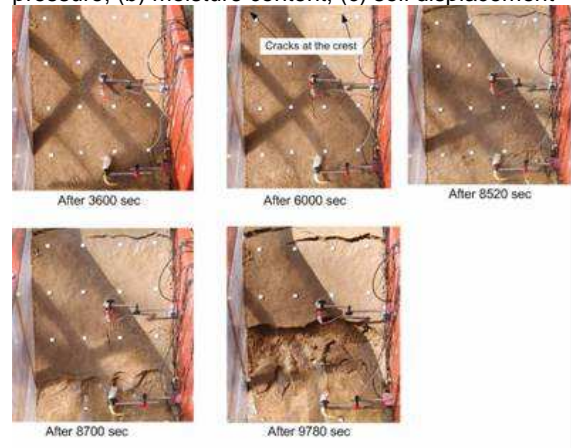 pressure, (b) moisture content, (c) soil displacement
Cracks at the crest
After 3600 sec
After 6000 sec
After 8520 sec
After 8700 sec
After 9780 sec